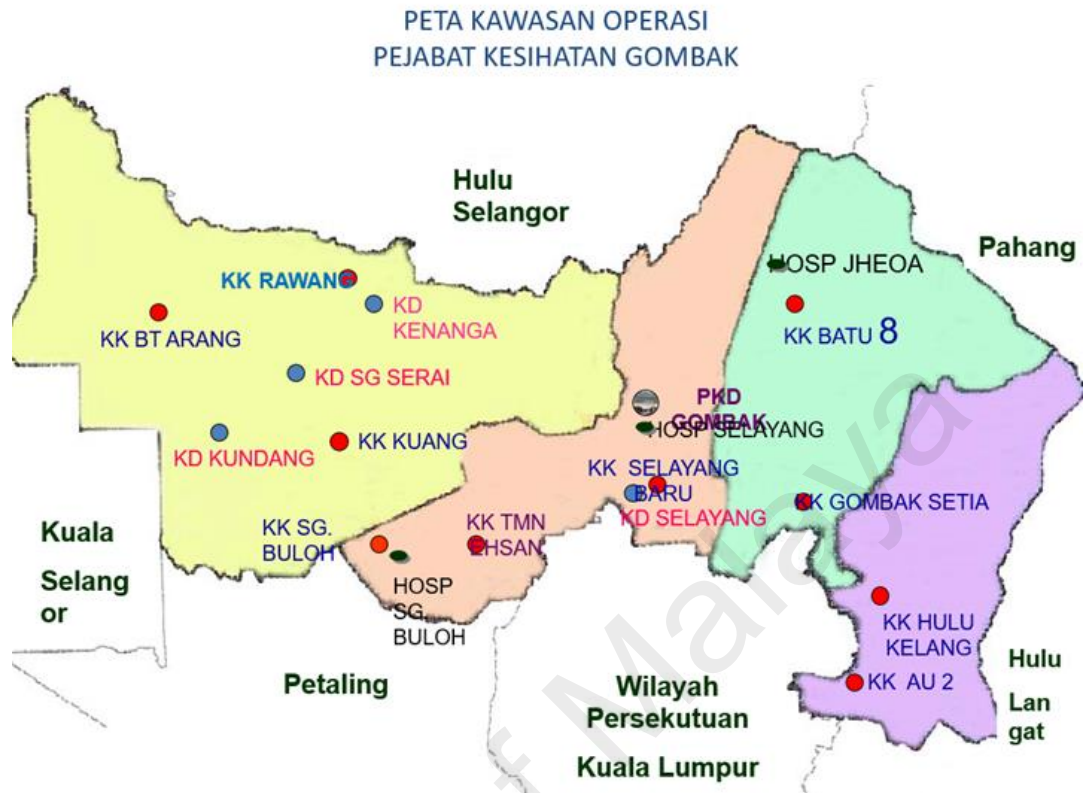 PETA KAWASAN OPERASI
PEJABAT KESIHATAN GOMBAK
Hulu
Selangor
Pahang
HOSP JHEOA
KK RAWANG
KD
KENANGA
KK BT ARANG
KK BATU 8
KD SG SERAI
PKD
GOMBAK
HOSP SELAYANG
KK KUANG
KD KUNDANG
KK SELAYANG
BARU
KD SELAYANG
KK GOMBAK SETIA
KK SG.
BULOH
KK TMN
EHSAN
Kuala
Selang
or
HOSP
SG.
BULOH
KK HULU
KELANG
Hulu
Lan
gat
KK AU 2
Petaling
Wilayah
Persekutuan
Kuala Lumpur
of Malaya